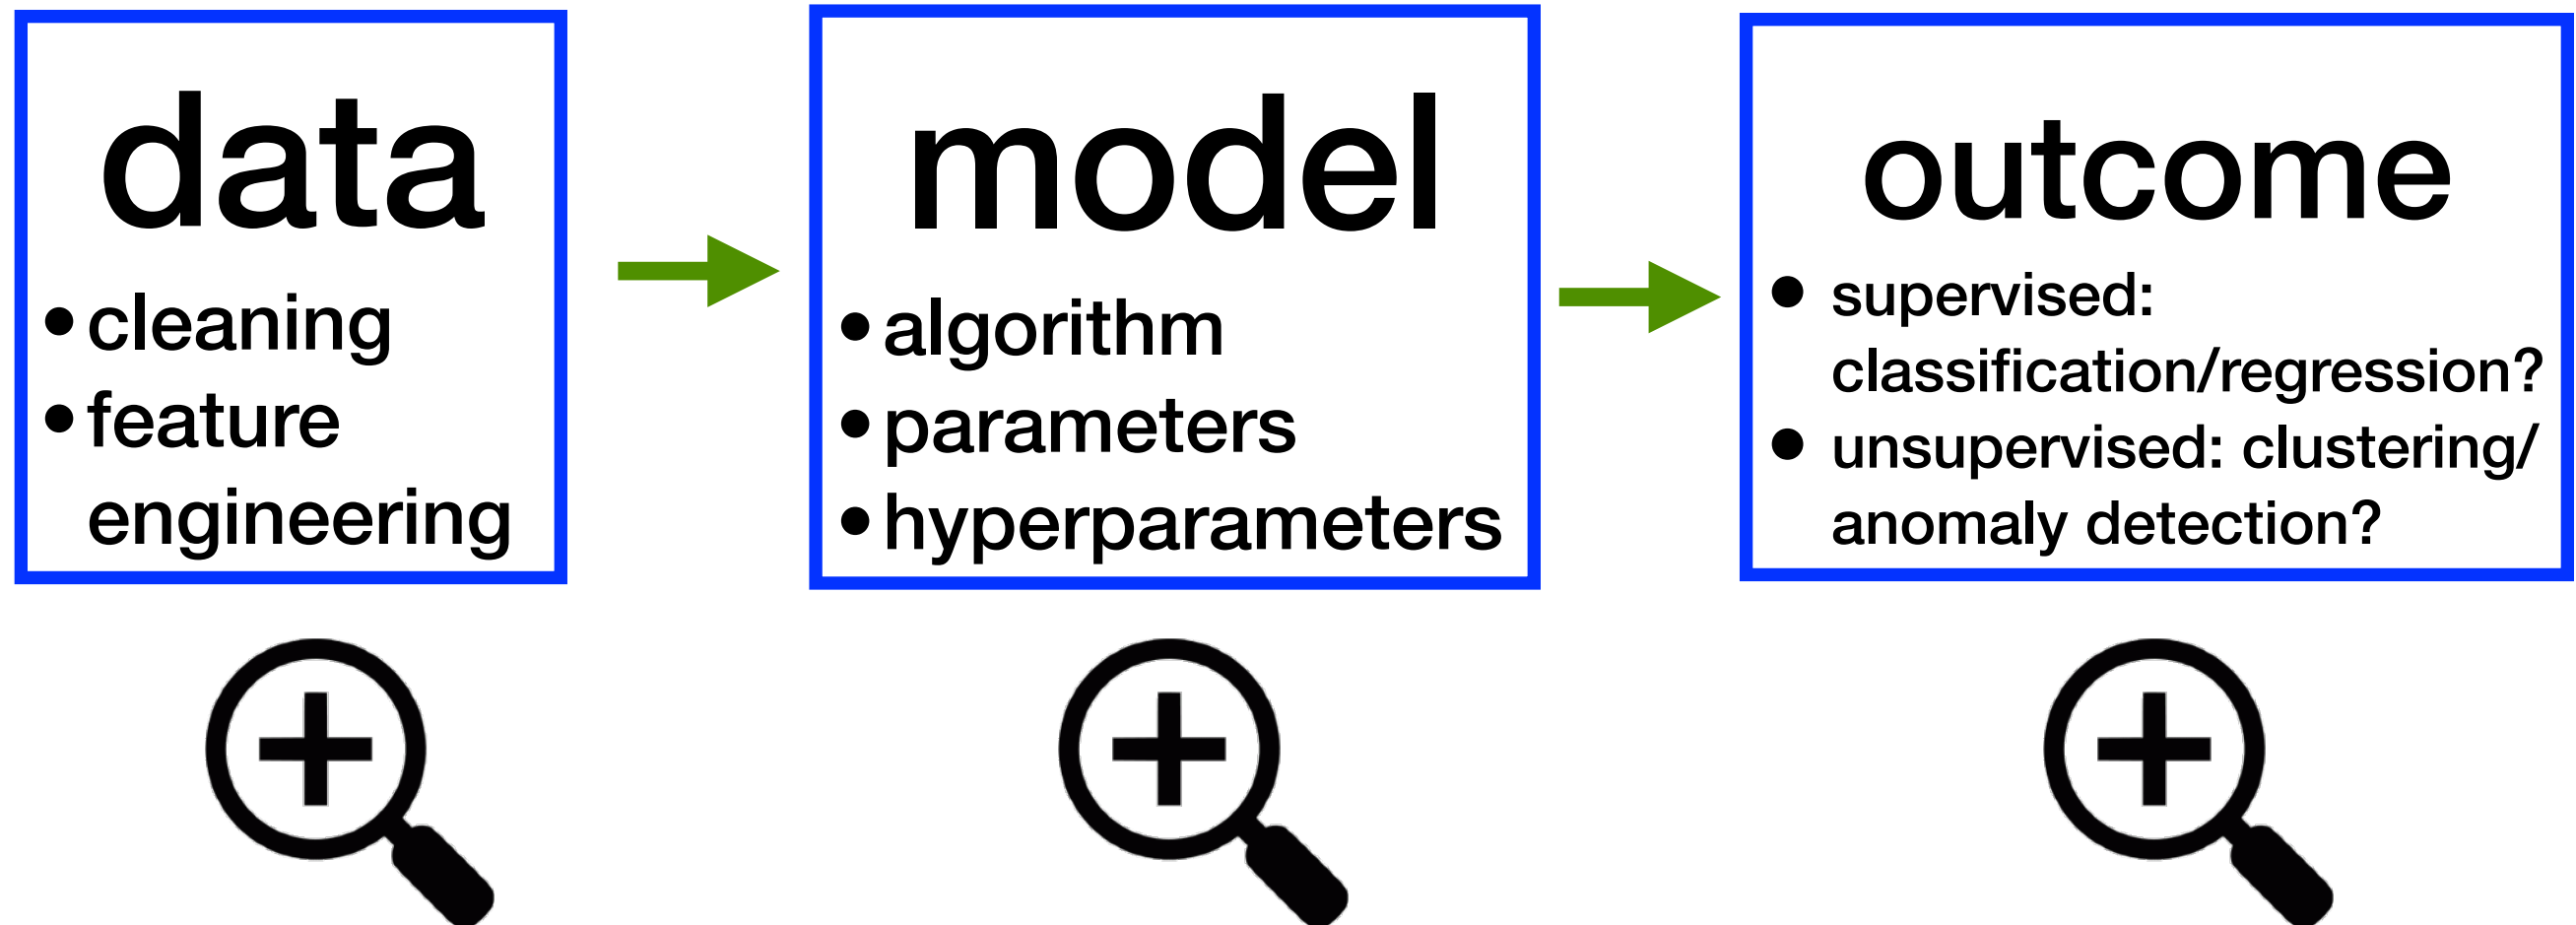 data
• cleaning
• feature
engineering
model
• algorithm
• parameters
• hyperparameters
outcome
• supervised:
classification/regression?
• unsupervised: clustering/
anomaly detection?